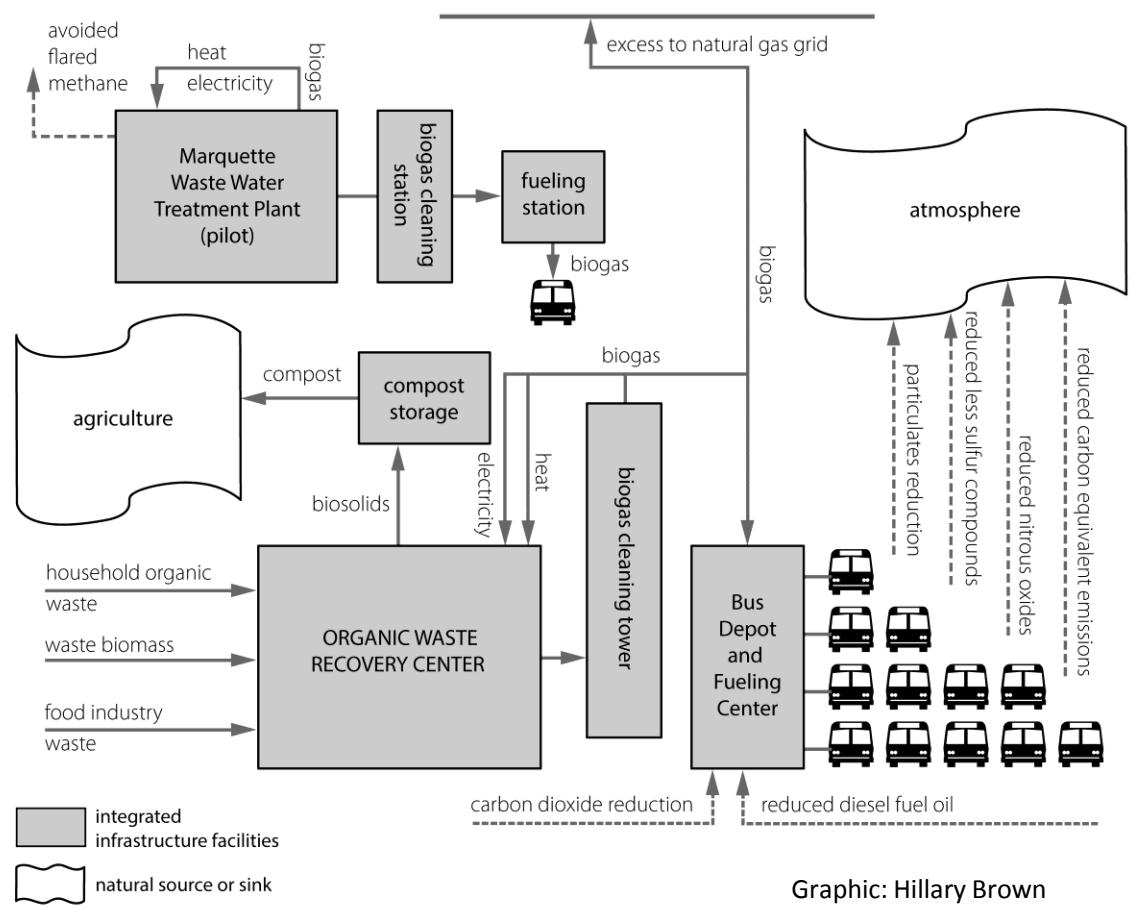 avoided
flared
methane
heat
electricity
biogas
excess to natural gas grid
Marquette
Waste Water
Treatment Plant
(pilot)
biogas cleaning
station
fueling
station
biogas
atmosphere
biogas
agriculture
compost
compost
storage
biogas
biosolids
electricity
heat
biogas cleaning tower
particulates reduction
reduced less sulfur compounds
reduced nitrous oxides
reduced carbon equivalent emissions
household organic
waste
waste biomass
food industry
waste
ORGANIC WASTE
RECOVERY CENTER
Bus
Depot
and
Fueling
Center
carbon dioxide reduction
reduced diesel fuel oil
integrated
infrastructure facilities
natural source or sink
Graphic: Hillary Brown